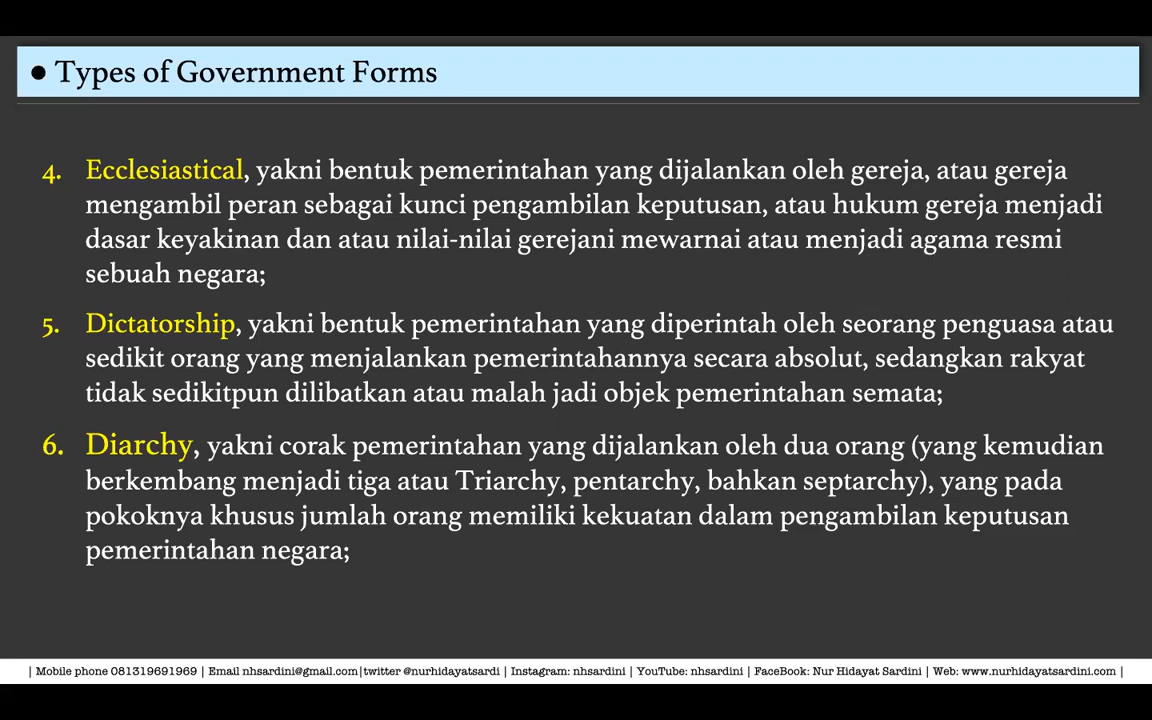 ● Types of Government Forms
4. Ecclesiastical, yakni bentuk pemerintahan yang dijalankan oleh gereja, atau gereja
mengambil peran sebagai kunci pengambilan keputusan, atau hukum gereja menjadi
dasar keyakinan dan atau nilai-nilai gerejani mewarnai atau menjadi agama resmi
sebuah negara;
5. Dictatorship, yakni bentuk pemerintahan yang diperintah oleh seorang penguasa atau
sedikit orang yang menjalankan pemerintahannya secara absolut, sedangkan rakyat
tidak sedikitpun dilibatkan atau malah jadi objek pemerintahan semata;
6. Diarchy, yakni corak pemerintahan yang dijalankan oleh dua orang (yang kemudian
berkembang menjadi tiga atau Triarchy, pentarchy, bahkan septarchy), yang pada
pokoknya khusus jumlah orang memiliki kekuatan dalam pengambilan keputusan
pemerintahan negara;
| Mobile phone 081319691969 | Email nhsardini@gmail.com|twitter @nurhidayatsardi | Instagram: nhsardini | YouTube: nhsardini | FaceBook: Nur Hidayat Sardini | Web: www.nurhidayatsardini.com |